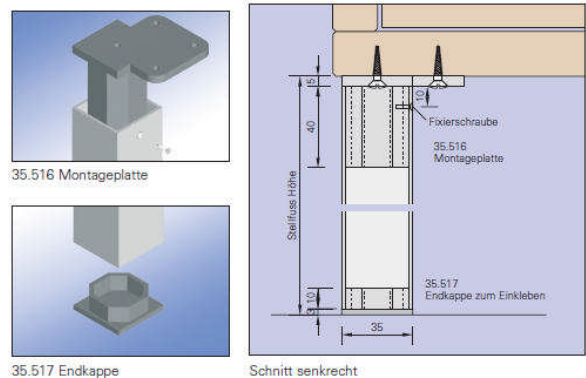 35.516 Montageplatte
35.517 Endkappe
5
10
40
Fixierschraube
35.516
Montageplatte
Stellfuss Höhe
35.517
Endkappe zum Einkleben
10
3
35
Schnitt senkrecht